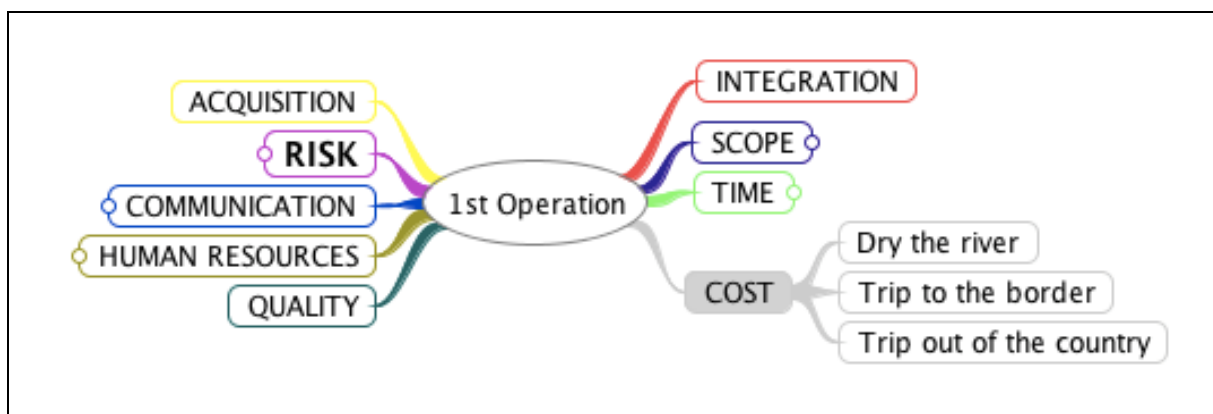 ACQUISITION
RISK
COMMUNICATION
HUMAN RESOURCES
QUALITY
1st Operation
INTEGRATION
SCOPE
TIME
COST
Dry the river
Trip to the border
Trip out of the country